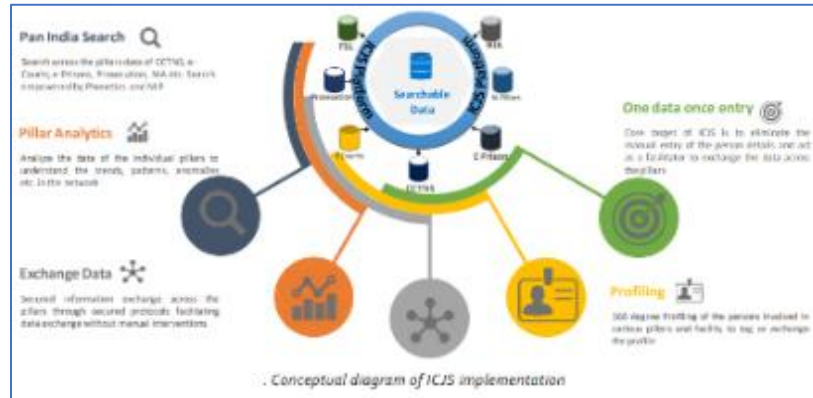 Pan India Search
Search across the pillars data of CCTNS, e-
Courts, e-Prisons, Prosecution, NIA etc. Search
empowered by Phonetics and NLP
Pillar Analytics
Analyze the data of the individual pillars to
understand the trends, patterns, anomalies
etc. in the network
Exchange Data
Secured information exchange across the
pillars through secured protocols facilitating
data exchange without manual interventions
FSL
NIA
ICJS Platform
ICJS Platform
Searchable
Data
Prosecution
E-Prison
CCTNS
One data once entry
Core target of ICJS is to eliminate the
manual entry of the person details and act
as a facilitator to exchange the data across
the pillars
Profiling
360 degree Profiling of the persons involved in
various pillars and facility to tag or exchange
the profile
. Conceptual diagram of ICJS implementation